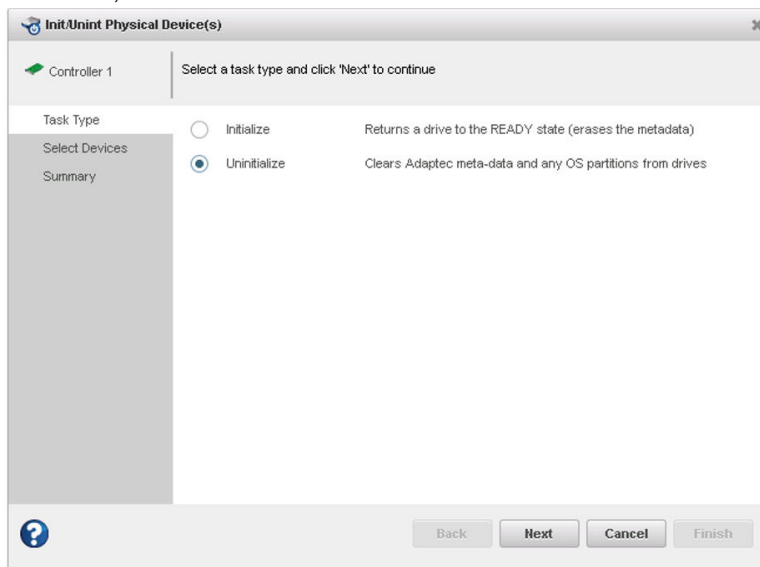 Init/Unint Physical Device(s)
Controller 1
Select a task type and click 'Next' to continue
Task Type
Select Devices
Summary
Initialize Returns a drive to the READY state (erases the metadata)
Uninitialize Clears Adaptec meta-data and any OS partitions from drives
Back Next Cancel Finish